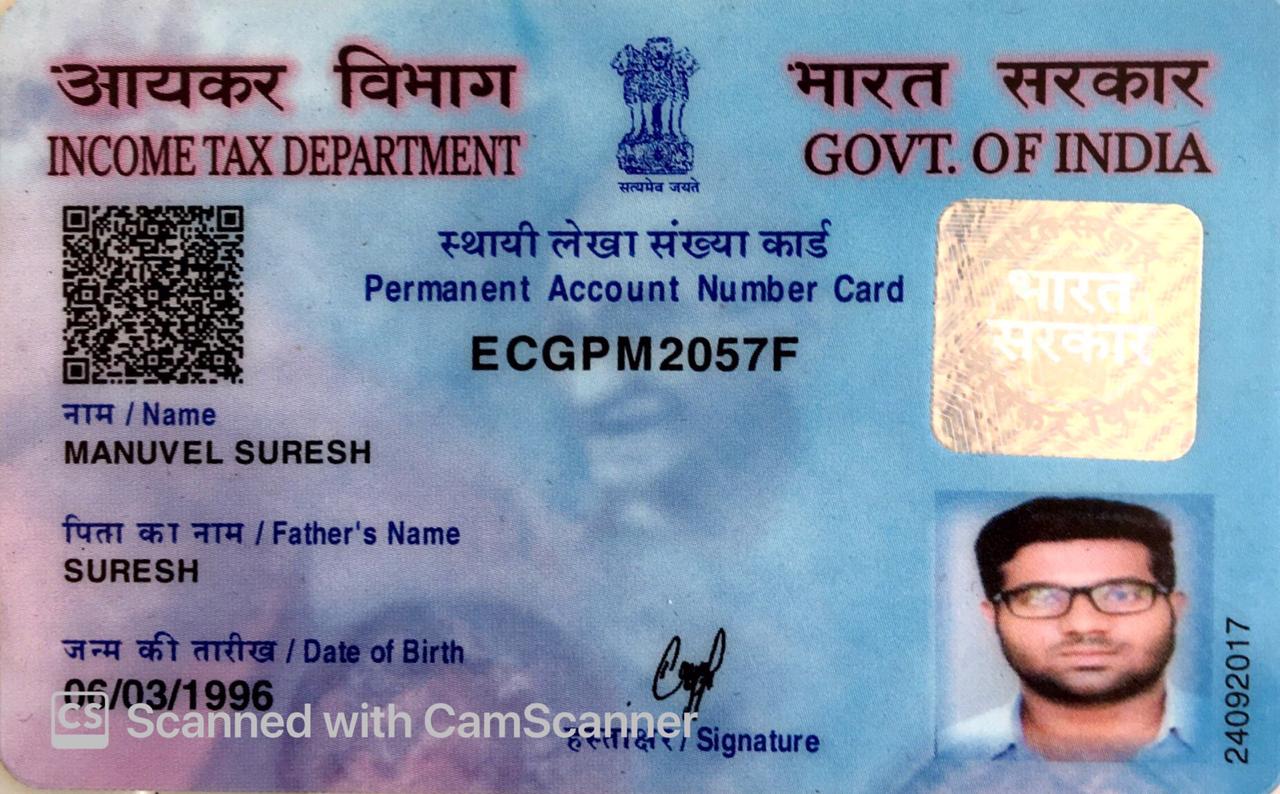 आयकर विभाग
INCOME TAX DEPARTMENT
सत्यमेव जयते
भारत सरकार
GOVT. OF INDIA
स्थायी लेखा संख्या कार्ड
Permanent Account Number Card
ECGPM2057F
भारत
सरकार
नाम / Name
MANUVEL SURESH
पिता का नाम / Father's Name
SURESH
जन्म की तारीख / Date of Birth
06/03/1996
CS Scanned with CamScanner
हस्ताक्षर / Signature
24092017